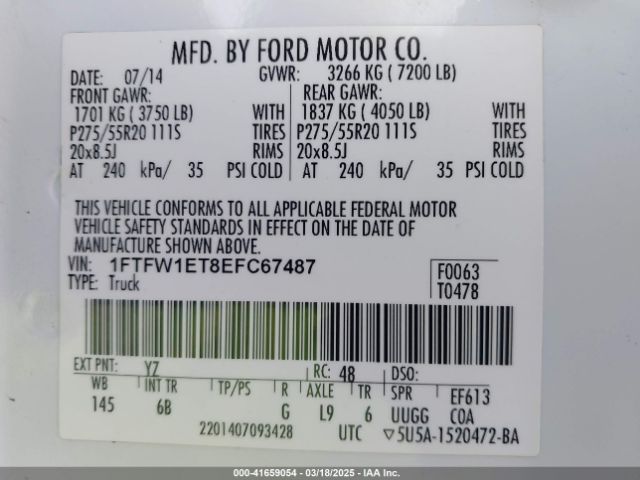 MFD. BY FORD MOTOR CO.
DATE: 07/14 GVWR: 3266 KG ( 7200 LB)
FRONT GAWR: REAR GAWR:
1701 KG ( 3750 LB) WITH 1837 KG ( 4050 LB) WITH
P275/55R20 111S TIRES P275/55R20 111S TIRES
20x8.5J RIMS 20x8.5J RIMS
AT 240 kPa/ 35 PSI COLD AT 240 kPa/ 35 PSI COLD
THIS VEHICLE CONFORMS TO ALL APPLICABLE FEDERAL MOTOR
VEHICLE SAFETY STANDARDS IN EFFECT ON THE DATE OF
MANUFACTURE SHOWN ABOVE.
VIN: 1FTFW1ET8EFC67487 F0063
TYPE: Truck T0478
EXT PNT: YZ RC: 48 DSO:
WB INT TR TP/PS R AXLE TR SPR EF613
145 6B G L9 6 UUGG COA
2201407093428 UTC ▽5U5A-1520472-BA
000-41659054 — 03/18/2025 — IAAI.COM